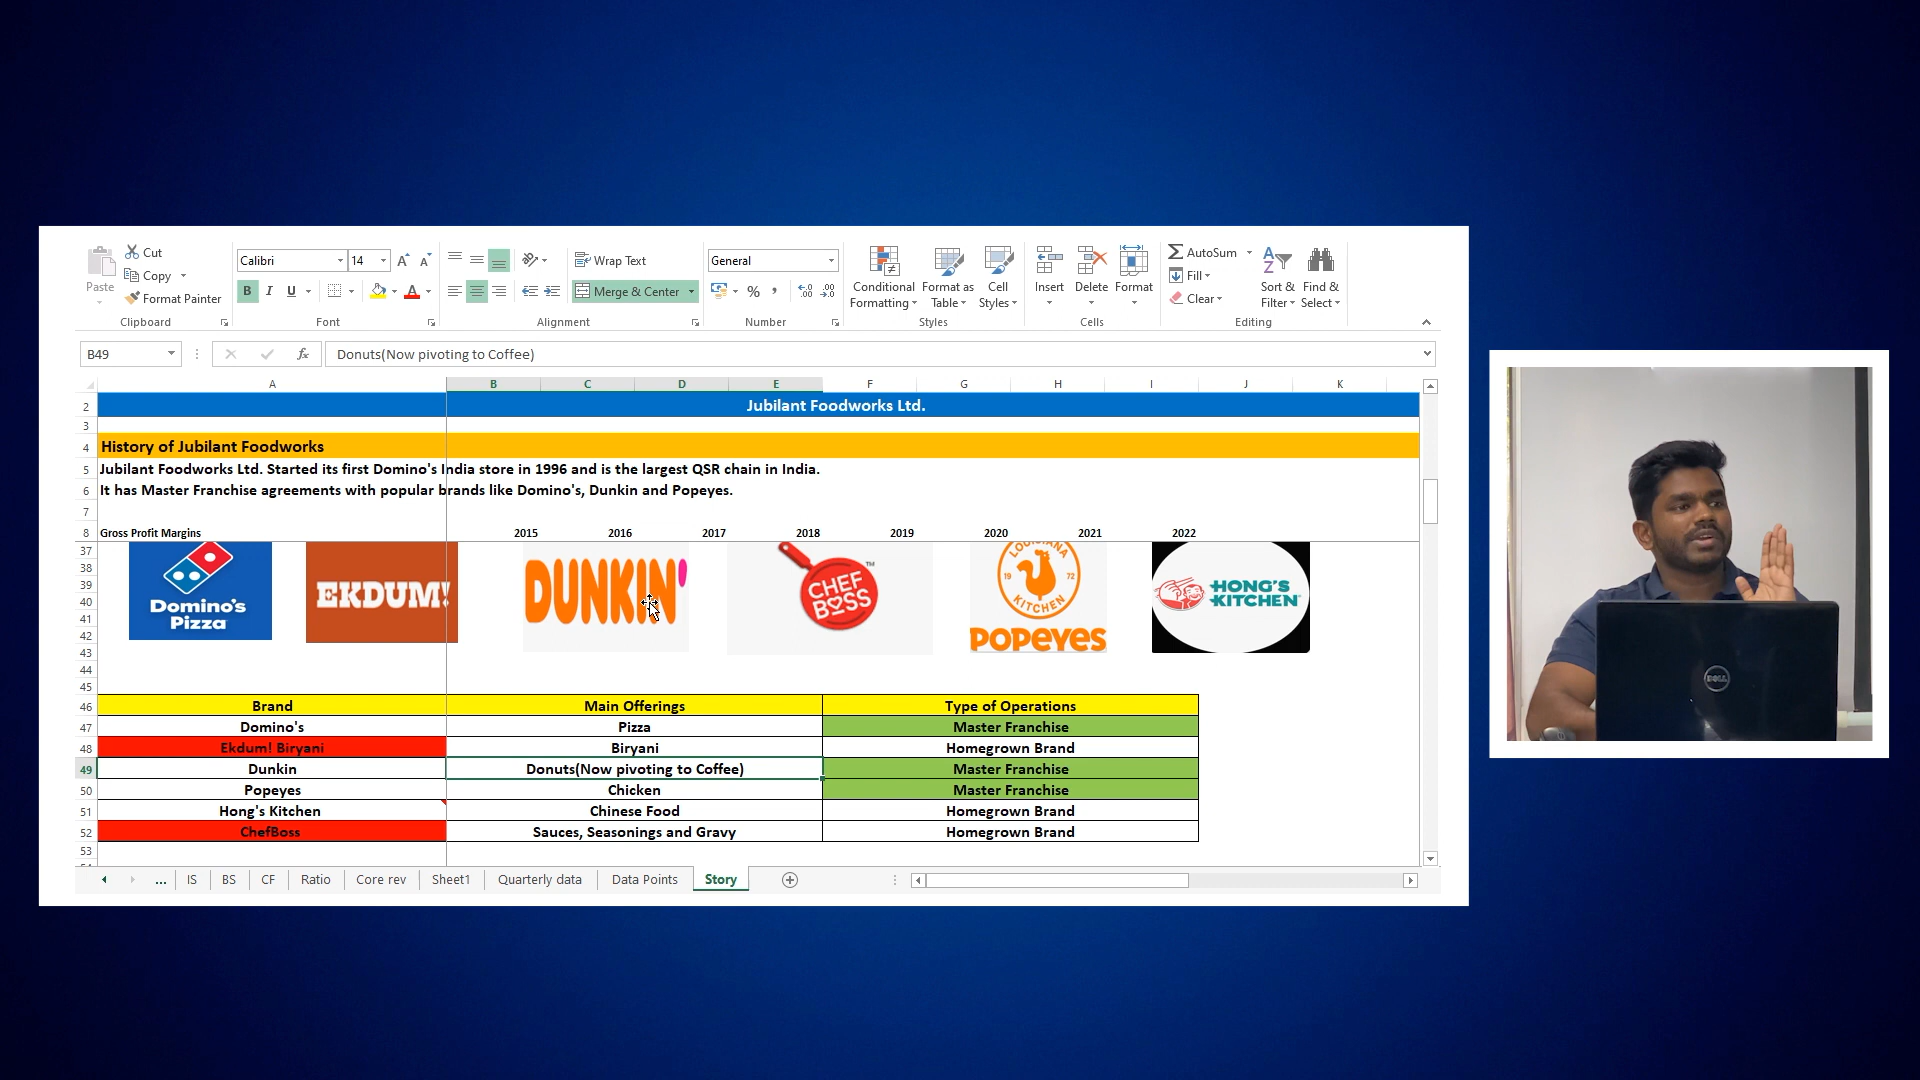 Cut
Copy
Format Painter
Paste
Clipboard
Calibri
14
B I U
Font
Wrap Text
Merge & Center
Alignment
General
%
Number
Conditional Formatting
Format as Table
Cell Styles
Styles
Insert
Delete
Format
Cells
AutoSum
Fill
Clear
Sort & Filter
Find & Select
Editing
B49
fx
Donuts(Now pivoting to Coffee)
A B C D E F G H I J K
2 Jubilant Foodworks Ltd.
3
4 History of Jubilant Foodworks
5 Jubilant Foodworks Ltd. Started its first Domino's India store in 1996 and is the largest QSR chain in India.
6 It has Master Franchise agreements with popular brands like Domino's, Dunkin and Popeyes.
7
8 Gross Profit Margins 2015 2016 2017 2018 2019 2020 2021 2022
37
38
39
40
41
42
43
44
45
Domino's
Pizza
EKDUM!
DUNKIN'
CHEF
BOSS
TM
LOUISIANA
19 72
KITCHEN
POPEYES
HONG'S
KITCHEN
46 Brand Main Offerings Type of Operations
47 Domino's Pizza Master Franchise
48 Ekdum! Biryani Biryani Homegrown Brand
49 Dunkin Donuts(Now pivoting to Coffee) Master Franchise
50 Popeyes Chicken Master Franchise
51 Hong's Kitchen Chinese Food Homegrown Brand
52 ChefBoss Sauces, Seasonings and Gravy Homegrown Brand
53
... IS BS CF Ratio Core rev Sheet1 Quarterly data Data Points Story
DELL